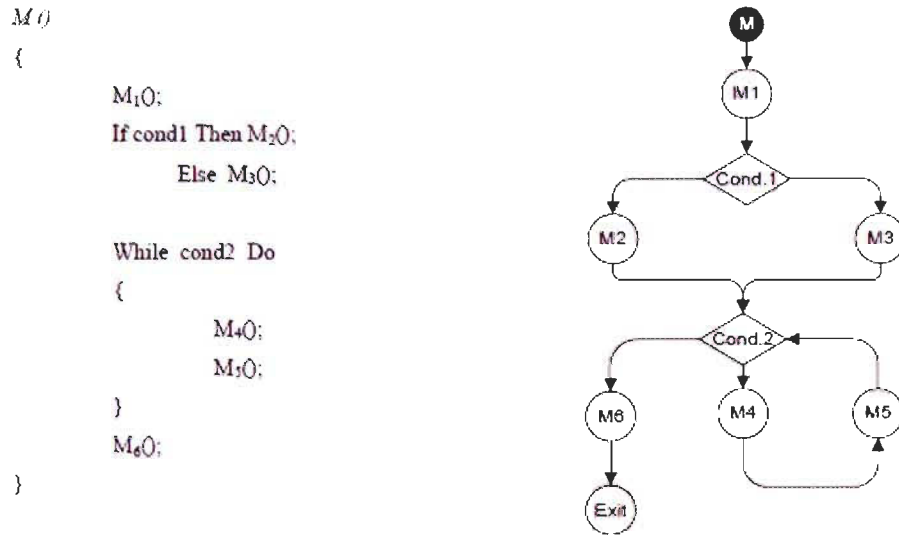 M ()
{
M₁();
If cond1 Then M₂();
Else M₃();
While cond2 Do
{
M₄();
M₅();
}
M₆();
}
M
M1
Cond.1
M2
M3
Cond.2
M6
M4
M5
Exit